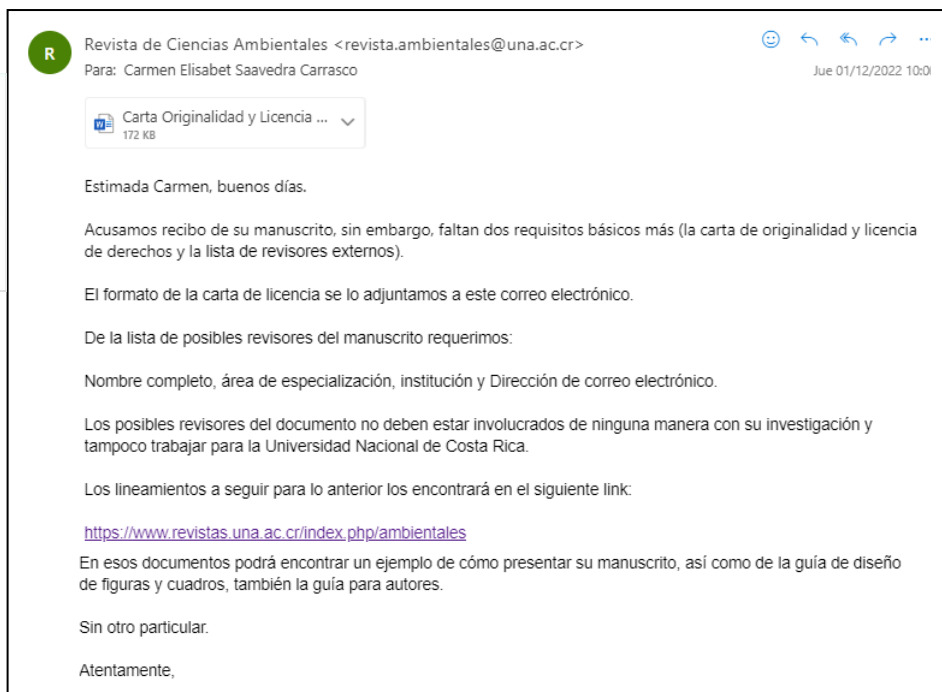 R
Revista de Ciencias Ambientales <revista.ambientales@una.ac.cr>
Para: Carmen Elisabet Saavedra Carrasco
Jue 01/12/2022 10:0
Carta Originalidad y Licencia ...
172 KB
Estimada Carmen, buenos días.
Acusamos recibo de su manuscrito, sin embargo, faltan dos requisitos básicos más (la carta de originalidad y licencia
de derechos y la lista de revisores externos).
El formato de la carta de licencia se lo adjuntamos a este correo electrónico.
De la lista de posibles revisores del manuscrito requerimos:
Nombre completo, área de especialización, institución y Dirección de correo electrónico.
Los posibles revisores del documento no deben estar involucrados de ninguna manera con su investigación y
tampoco trabajar para la Universidad Nacional de Costa Rica.
Los lineamientos a seguir para lo anterior los encontrará en el siguiente link:
https://www.revistas.una.ac.cr/index.php/ambientales
En esos documentos podrá encontrar un ejemplo de cómo presentar su manuscrito, así como de la guía de diseño
de figuras y cuadros, también la guía para autores.
Sin otro particular.
Atentamente,